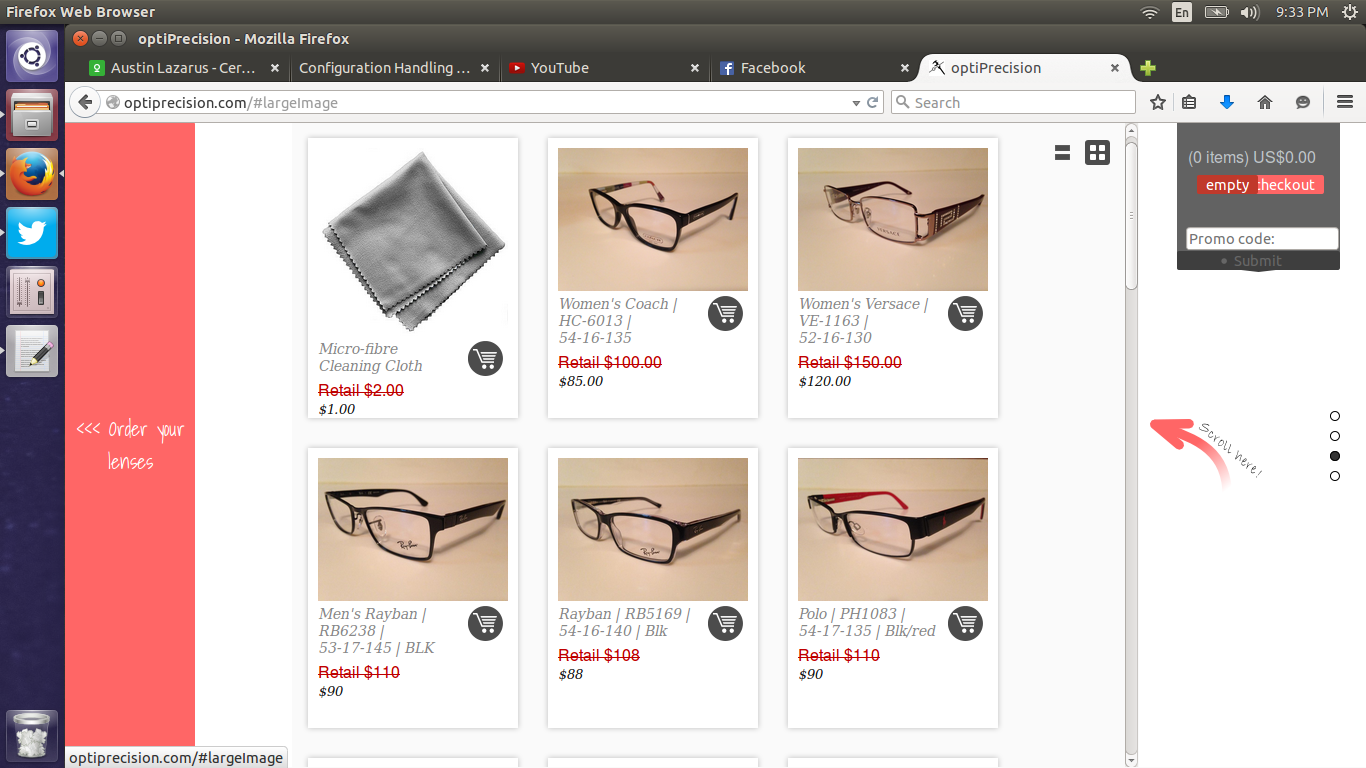 Firefox Web Browser
En
9:33 PM
optiPrecision - Mozilla Firefox
Austin Lazarus - Cer...
Configuration Handling ...
YouTube
Facebook
optiPrecision
optiprecision.com/#largeImage
Search
(0 items) US$0.00
empty
checkout
Promo code:
Submit
<<< Order your
lenses
Scroll here!
Micro-fibre
Cleaning Cloth
Retail $2.00
$1.00
Women's Coach |
HC-6013 |
54-16-135
Retail $100.00
$85.00
VERSACE
Women's Versace |
VE-1163 |
52-16-130
Retail $150.00
$120.00
Ray-Ban
Men's Rayban |
RB6238 |
53-17-145 | BLK
Retail $110
$90
Ray-Ban
Rayban | RB5169 |
54-16-140 | Blk
Retail $108
$88
Polo | PH1083 |
54-17-135 | Blk/red
Retail $110
$90
optiprecision.com/#largeImage